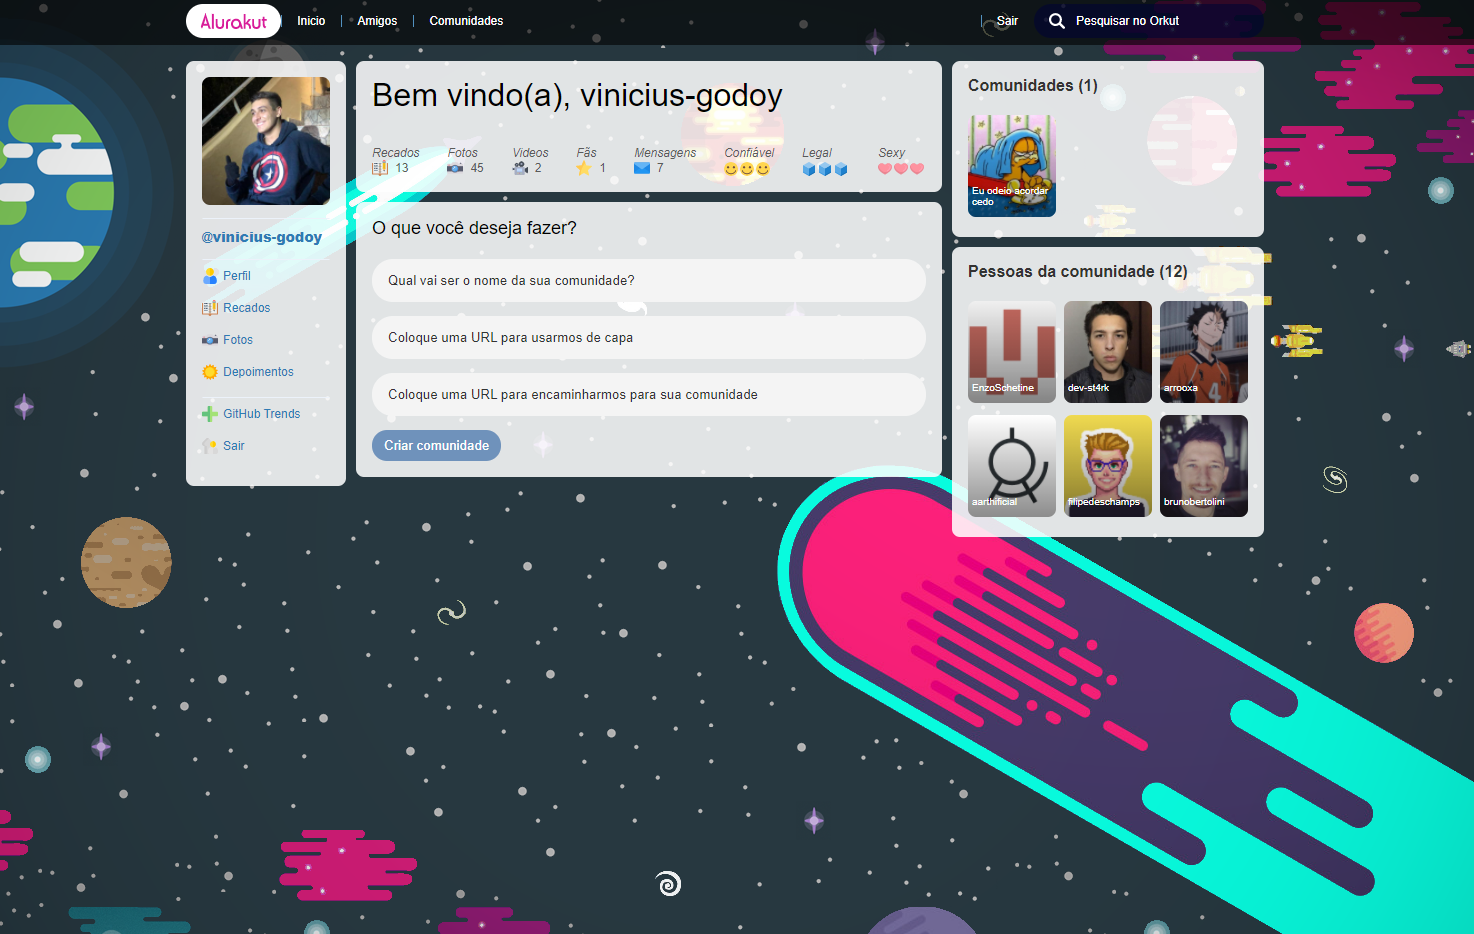 Alurakut
Inicio
Amigos
Comunidades
Sair
Pesquisar no Orkut
@vinicius-godoy
Perfil
Recados
Fotos
Depoimentos
GitHub Trends
Sair
Bem vindo(a), vinicius-godoy
Recados
13
Fotos
45
Videos
2
Fãs
1
Mensagens
7
Confiável
Legal
Sexy
O que você deseja fazer?
Qual vai ser o nome da sua comunidade?
Coloque uma URL para usarmos de capa
Coloque uma URL para encaminharmos para sua comunidade
Criar comunidade
Comunidades (1)
Eu odeio acordar
cedo
Pessoas da comunidade (12)
EnzoSchetine
dev-st4rk
arrooxa
4
aarthificial
filipedeschamps
brunobertolini